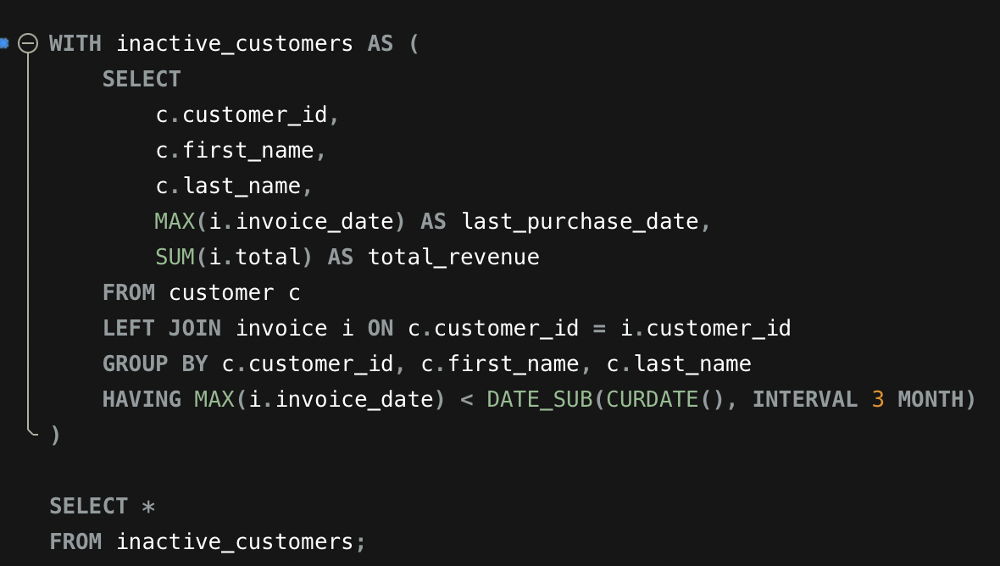 WITH inactive_customers AS (
    SELECT
        c.customer_id,
        c.first_name,
        c.last_name,
        MAX(i.invoice_date) AS last_purchase_date,
        SUM(i.total) AS total_revenue
    FROM customer c
    LEFT JOIN invoice i ON c.customer_id = i.customer_id
    GROUP BY c.customer_id, c.first_name, c.last_name
    HAVING MAX(i.invoice_date) < DATE_SUB(CURDATE(), INTERVAL 3 MONTH)
)

SELECT *
FROM inactive_customers;